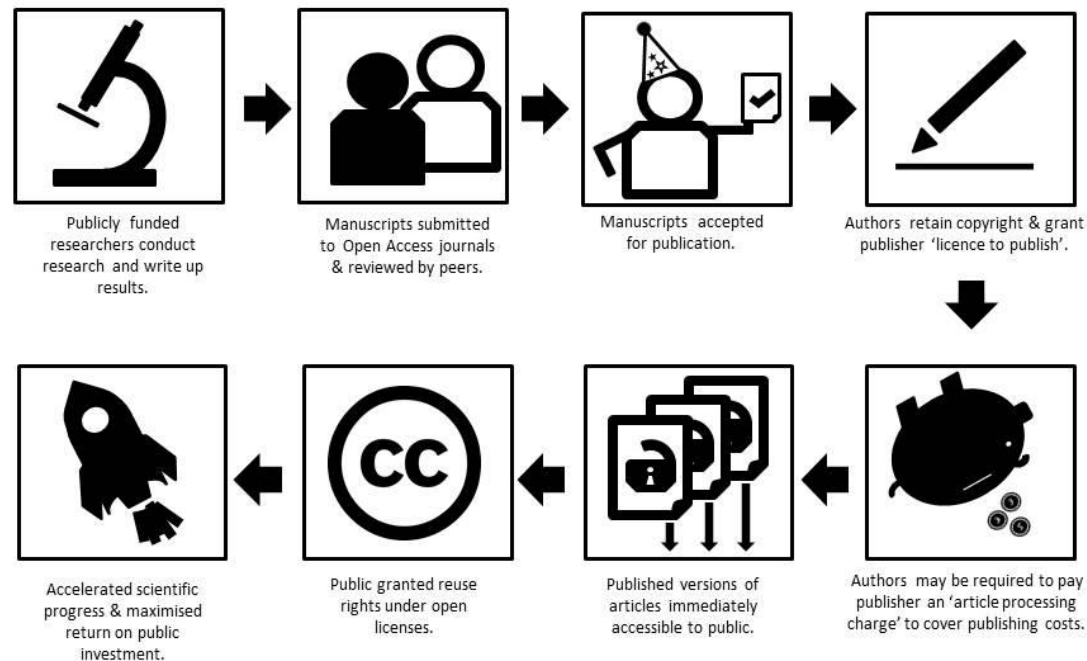 Publicly funded
researchers conduct
research and write up
results.
Manuscripts submitted
to Open Access journals
& reviewed by peers.
Manuscripts accepted
for publication.
Authors retain copyright & grant
publisher ‘licence to publish’.
Authors may be required to pay
publisher an ‘article processing
charge’ to cover publishing costs.
Published versions of
articles immediately
accessible to public.
cc
Public granted reuse
rights under open
licenses.
Accelerated scientific
progress & maximised
return on public
investment.